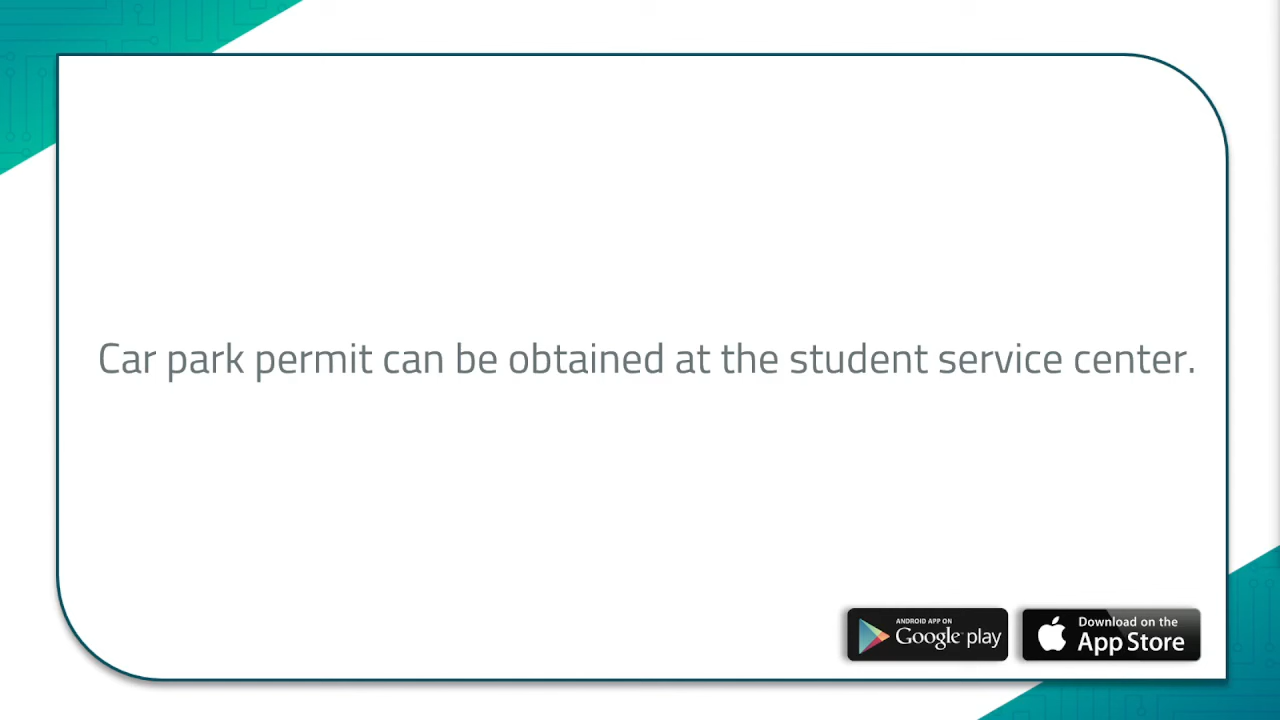 Car park permit can be obtained at the student service center.
ANDROID APP ON
Google play
Download on the
App Store